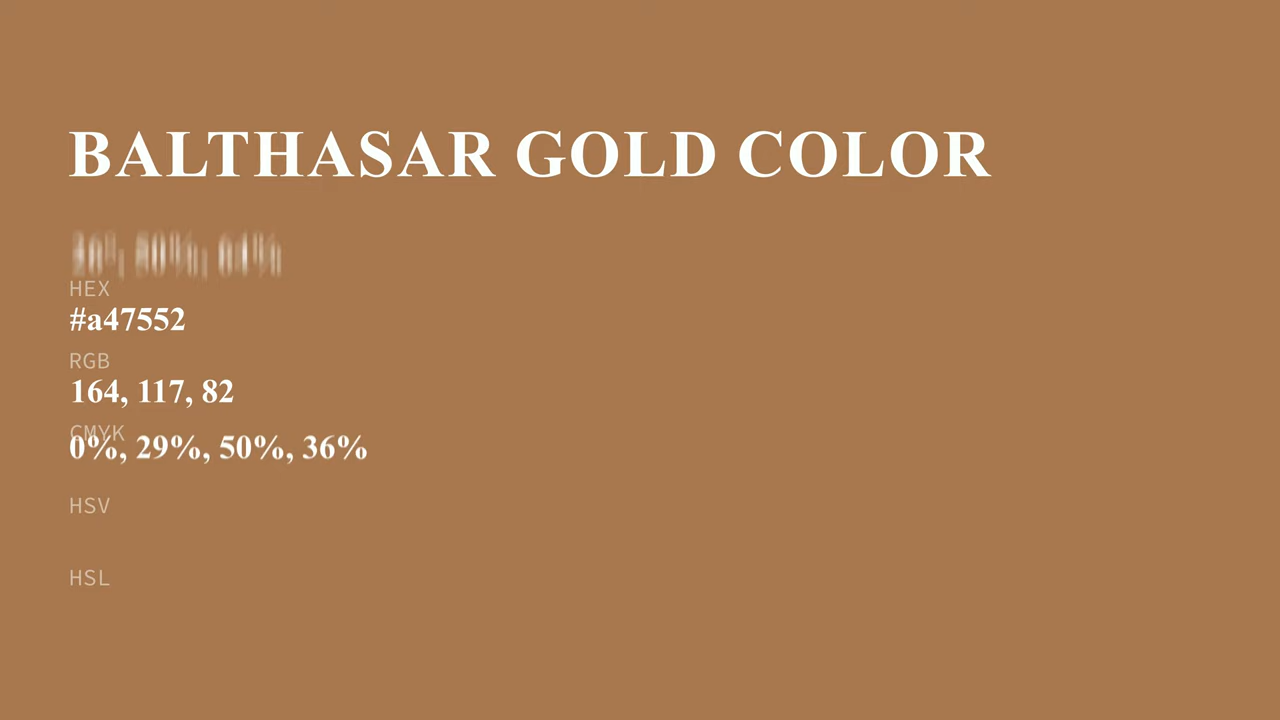 BALTHASAR GOLD COLOR
HEX
#a47552
RGB
164, 117, 82
CMYK
0%, 29%, 50%, 36%
HSV
HSL